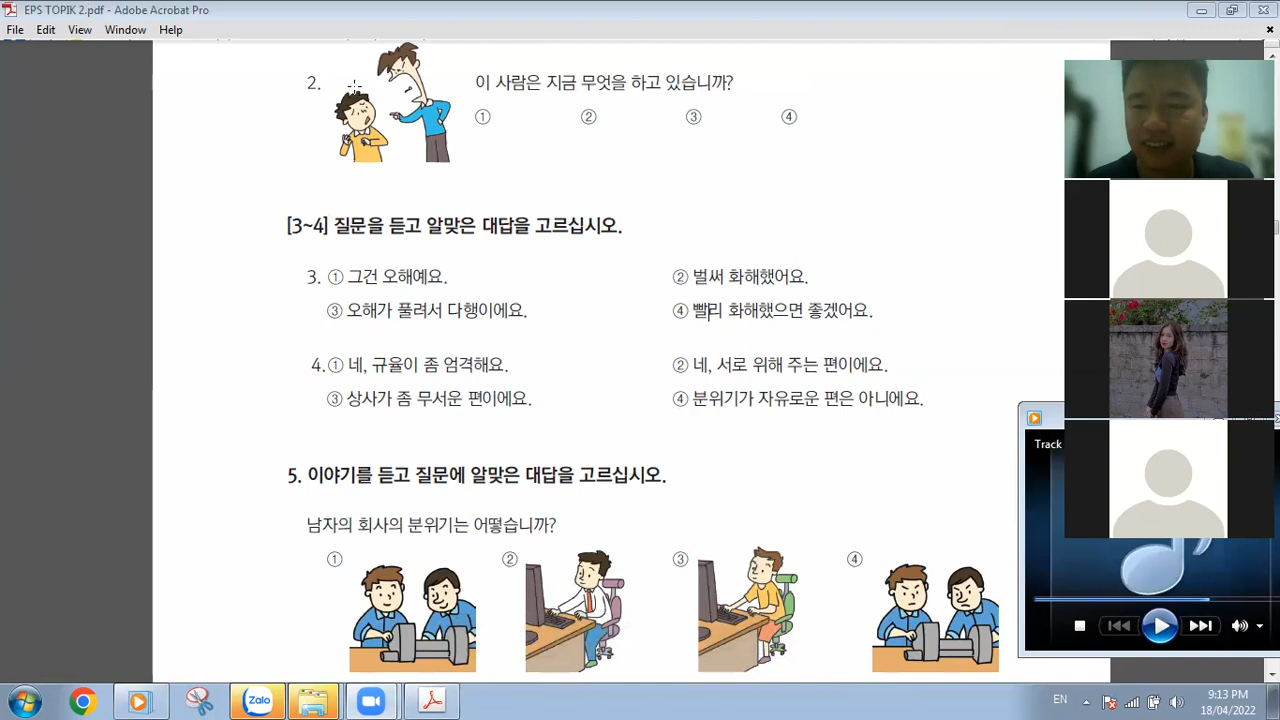 EPS TOPIK 2.pdf - Adobe Acrobat Pro
File Edit View Window Help
2. 이 사람은 지금 무엇을 하고 있습니까?
① ② ③ ④
[3~4] 질문을 듣고 알맞은 대답을 고르십시오.
3. ① 그건 오해예요. ② 벌써 화해했어요.
③ 오해가 풀려서 다행이에요. ④ 빨리 화해했으면 좋겠어요.
4. ① 네, 규율이 좀 엄격해요. ② 네, 서로 위해 주는 편이에요.
③ 상사가 좀 무서운 편이에요. ④ 분위기가 자유로운 편은 아니에요.
Track
5. 이야기를 듣고 질문에 알맞은 대답을 고르십시오.
남자의 회사의 분위기는 어떻습니까?
① ② ③ ④
Zalo
EN
9:13 PM
18/04/2022